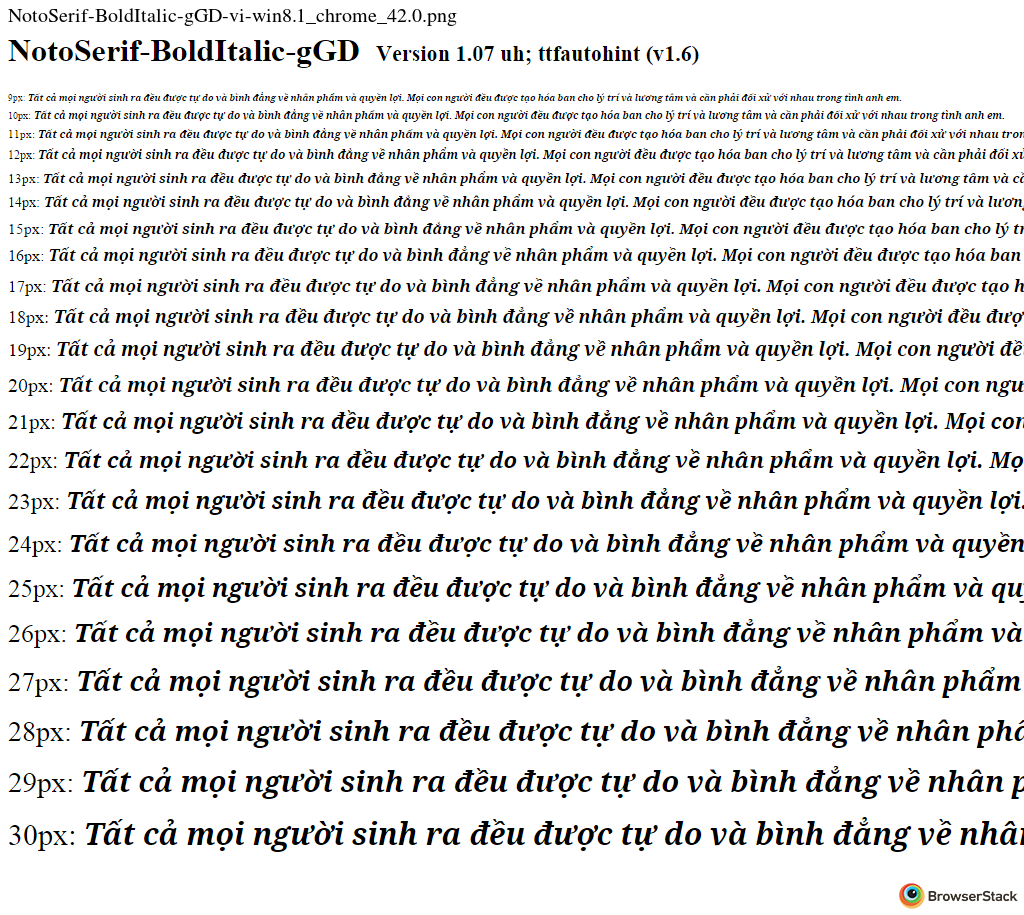 NotoSerif-BoldItalic-gGD-vi-win8.1_chrome_42.0.png
NotoSerif-BoldItalic-gGD Version 1.07 uh; ttfautohint (v1.6)
9px: Tất cả mọi người sinh ra đều được tự do và bình đẳng về nhân phẩm và quyền lợi. Mọi con người đều được tạo hóa ban cho lý trí và lương tâm và cần phải đối xử với nhau trong tình anh em.
10px: Tất cả mọi người sinh ra đều được tự do và bình đẳng về nhân phẩm và quyền lợi. Mọi con người đều được tạo hóa ban cho lý trí và lương tâm và cần phải đối xử với nhau trong tình anh em.
11px: Tất cả mọi người sinh ra đều được tự do và bình đẳng về nhân phẩm và quyền lợi. Mọi con người đều được tạo hóa ban cho lý trí và lương tâm và cần phải đối xử với nhau tron
12px: Tất cả mọi người sinh ra đều được tự do và bình đẳng về nhân phẩm và quyền lợi. Mọi con người đều được tạo hóa ban cho lý trí và lương tâm và cần phải đối xử
13px: Tất cả mọi người sinh ra đều được tự do và bình đẳng về nhân phẩm và quyền lợi. Mọi con người đều được tạo hóa ban cho lý trí và lương tâm và cầ
14px: Tất cả mọi người sinh ra đều được tự do và bình đẳng về nhân phẩm và quyền lợi. Mọi con người đều được tạo hóa ban cho lý trí và lương
15px: Tất cả mọi người sinh ra đều được tự do và bình đẳng về nhân phẩm và quyền lợi. Mọi con người đều được tạo hóa ban cho lý tr
16px: Tất cả mọi người sinh ra đều được tự do và bình đẳng về nhân phẩm và quyền lợi. Mọi con người đều được tạo hóa ban
17px: Tất cả mọi người sinh ra đều được tự do và bình đẳng về nhân phẩm và quyền lợi. Mọi con người đều được tạo h
18px: Tất cả mọi người sinh ra đều được tự do và bình đẳng về nhân phẩm và quyền lợi. Mọi con người đều đượ
19px: Tất cả mọi người sinh ra đều được tự do và bình đẳng về nhân phẩm và quyền lợi. Mọi con người đề
20px: Tất cả mọi người sinh ra đều được tự do và bình đẳng về nhân phẩm và quyền lợi. Mọi con ngư
21px: Tất cả mọi người sinh ra đều được tự do và bình đẳng về nhân phẩm và quyền lợi. Mọi con
22px: Tất cả mọi người sinh ra đều được tự do và bình đẳng về nhân phẩm và quyền lợi. Mọ
23px: Tất cả mọi người sinh ra đều được tự do và bình đẳng về nhân phẩm và quyền lợi.
24px: Tất cả mọi người sinh ra đều được tự do và bình đẳng về nhân phẩm và quyền
25px: Tất cả mọi người sinh ra đều được tự do và bình đẳng về nhân phẩm và quy
26px: Tất cả mọi người sinh ra đều được tự do và bình đẳng về nhân phẩm và
27px: Tất cả mọi người sinh ra đều được tự do và bình đẳng về nhân phẩm
28px: Tất cả mọi người sinh ra đều được tự do và bình đẳng về nhân phẩ
29px: Tất cả mọi người sinh ra đều được tự do và bình đẳng về nhân p
30px: Tất cả mọi người sinh ra đều được tự do và bình đẳng về nhân
BrowserStack